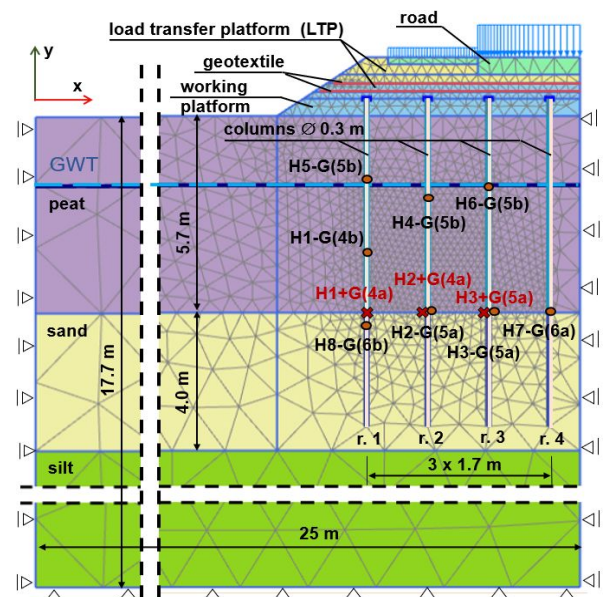 y
x
road
load transfer platform (LTP)
geotextile
working
platform
columns Ø 0.3 m
GWT
H5-G(5b)
H6-G(5b)
peat
H4-G(5b)
5.7 m
H1-G(4b)
H2+G(4a)
H1+G(4a)
H3+G(5a)
sand
H2-G(5a)
H7-G(6a)
H8-G(6b)
H3-G(5a)
17.7 m
4.0 m
r. 1
r. 2
r. 3
r. 4
silt
3 x 1.7 m
25 m